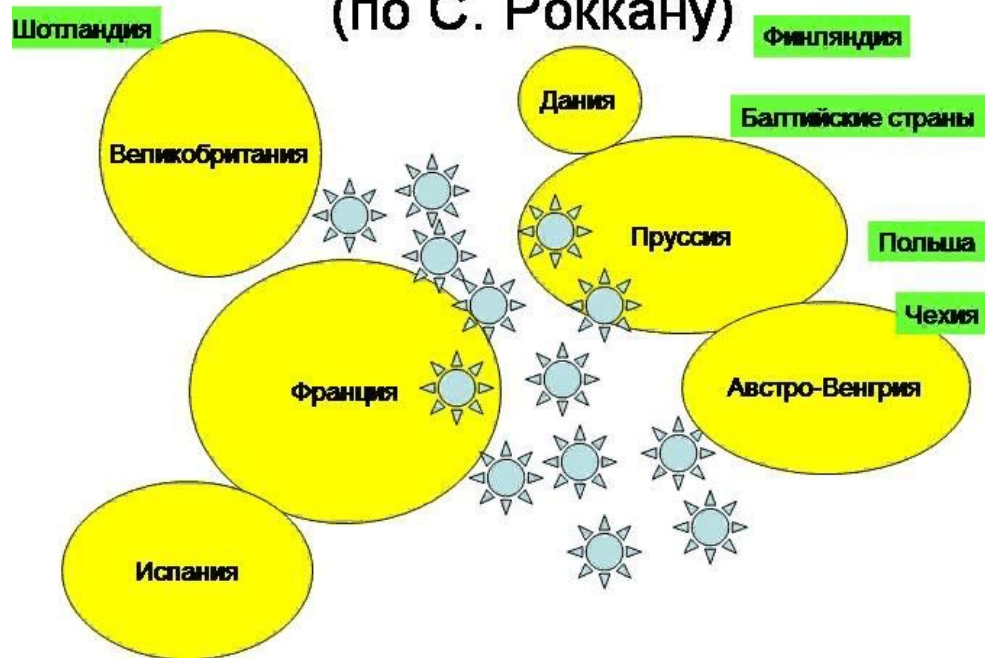 (по С. Роккану)
Шотландия
Финляндия
Дания
Балтийские страны
Великобритания
Пруссия
Польша
Чехия
Франция
Австро-Венгрия
Испания